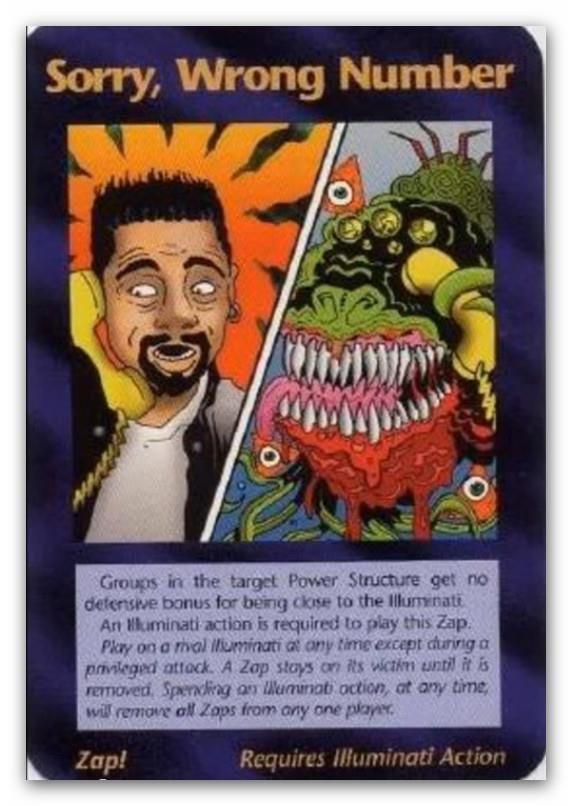 Sorry, Wrong Number
Groups in the target Power Structure get no
defensive bonus for being close to the Illuminati.
An Illuminati action is required to play this Zap.
Play on a rival Illuminati at any time except during a
privileged attack. A Zap stays on its victim until it is
removed. Spending an Illuminati action, at any time,
will remove all Zaps from any one player.
Zap! Requires Illuminati Action